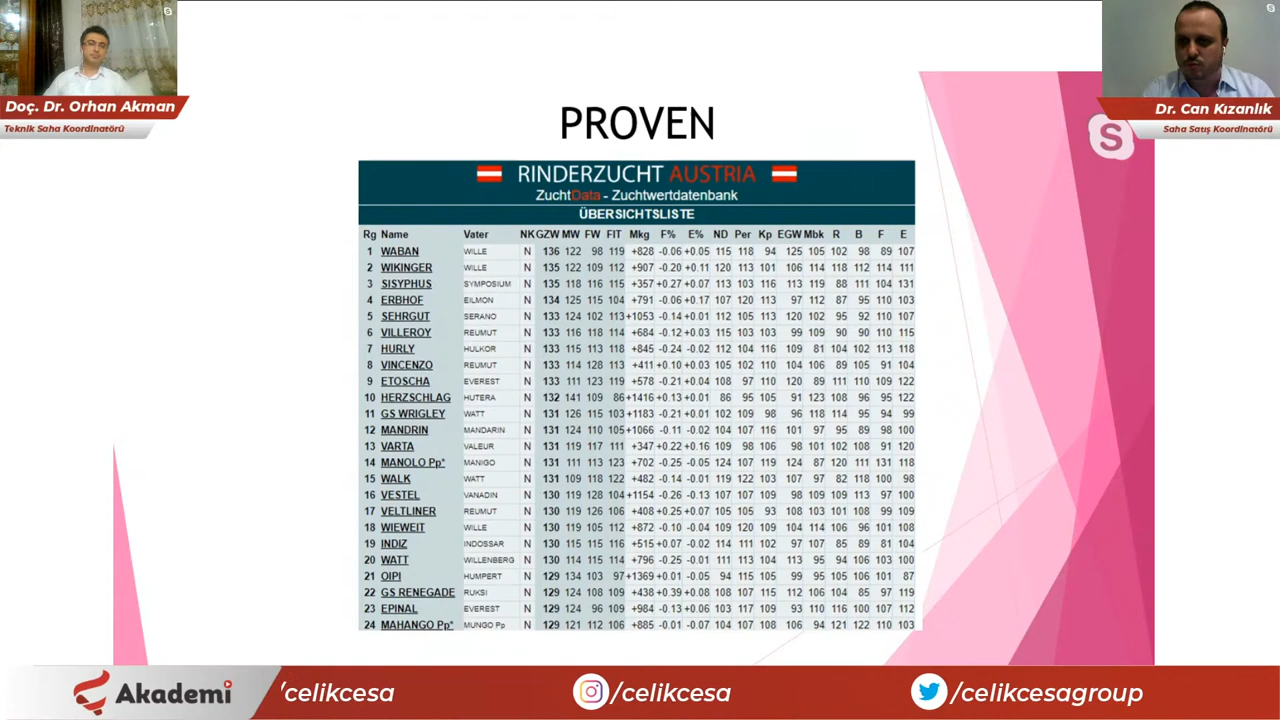 Doç. Dr. Orhan Akman
Teknik Saha Koordinatörü
Dr. Can Kızanlık
Saha Satış Koordinatörü
PROVEN
RINDERZUCHT AUSTRIA
ZuchtData - Zuchtwertdatenbank
ÜBERSICHTSLISTE
Rg Name Vater NK GZW MW FW FIT Mkg F% E% ND Per Kp EGW Mbk R B F E
1 WABAN WILLE N 136 122 98 119 +828 -0.06 +0.05 115 118 94 125 105 102 98 89 107
2 WIKINGER WILLE N 135 122 109 112 +907 -0.20 +0.11 120 113 101 106 114 118 112 114 111
3 SISYPHUS SYMPOSIUM N 135 118 116 115 +357 +0.27 +0.07 113 103 116 113 119 88 111 104 131
4 ERBHOF EILMON N 134 125 115 104 +791 -0.06 +0.17 107 120 113 97 112 87 95 110 103
5 SEHRGUT SERANO N 133 124 102 113 +1053 -0.14 +0.01 112 105 113 120 102 95 92 110 107
6 VILLEROY REUMUT N 133 116 118 114 +684 -0.12 +0.03 115 103 103 99 109 90 90 110 115
7 HURLY HULKOR N 133 115 113 118 +845 -0.24 -0.02 112 104 116 109 81 104 102 113 118
8 VINCENZO REUMUT N 133 114 128 113 +411 +0.10 +0.03 105 102 110 104 106 89 105 91 104
9 ETOSCHA EVEREST N 133 111 123 119 +578 -0.21 +0.04 108 97 110 120 89 111 110 109 122
10 HERZSCHLAG HUTERA N 132 141 109 86 +1416 +0.13 +0.01 86 95 105 91 123 108 96 95 122
11 GS WRIGLEY WATT N 131 126 115 103 +1183 -0.21 +0.01 102 109 98 96 118 114 95 94 99
12 MANDRIN MANDARIN N 131 124 110 105 +1066 -0.11 -0.02 104 107 116 101 97 95 89 98 100
13 VARTA VALEUR N 131 119 117 111 +347 +0.22 +0.16 109 98 106 98 101 102 108 91 120
14 MANOLO Pp* MANIGO N 131 111 113 123 +702 -0.25 -0.05 124 107 119 124 87 120 111 131 118
15 WALK WATT N 131 109 118 122 +482 -0.14 -0.01 119 122 103 107 97 82 118 100 98
16 VESTEL VANADIN N 130 119 128 104 +1154 -0.26 -0.13 107 107 109 98 109 109 113 97 100
17 VELTLINER REUMUT N 130 119 126 106 +408 +0.25 +0.07 105 105 93 108 103 101 108 99 109
18 WIEWEIT WILLE N 130 119 105 112 +872 -0.10 -0.04 109 120 109 104 114 106 96 101 108
19 INDIZ INDOSSAR N 130 115 115 116 +515 +0.07 -0.02 114 111 102 97 107 85 89 81 104
20 WATT WILLENBERG N 130 114 115 114 +796 -0.25 -0.01 111 113 104 113 95 94 106 103 100
21 OIPI HUMPERT N 129 134 103 97 +1369 +0.01 -0.05 94 115 105 99 95 105 106 101 87
22 GS RENEGADE RUKSI N 129 124 108 109 +438 +0.39 +0.08 108 107 115 112 106 104 85 97 119
23 EPINAL EVEREST N 129 124 96 109 +984 -0.13 +0.06 103 117 109 93 110 116 100 107 112
24 MAHANGO Pp* MUNGO Pp N 129 121 112 106 +885 -0.01 -0.07 104 107 108 106 94 121 122 110 103
Akademi
/celikcesa
/celikcesa
/celikcesagroup